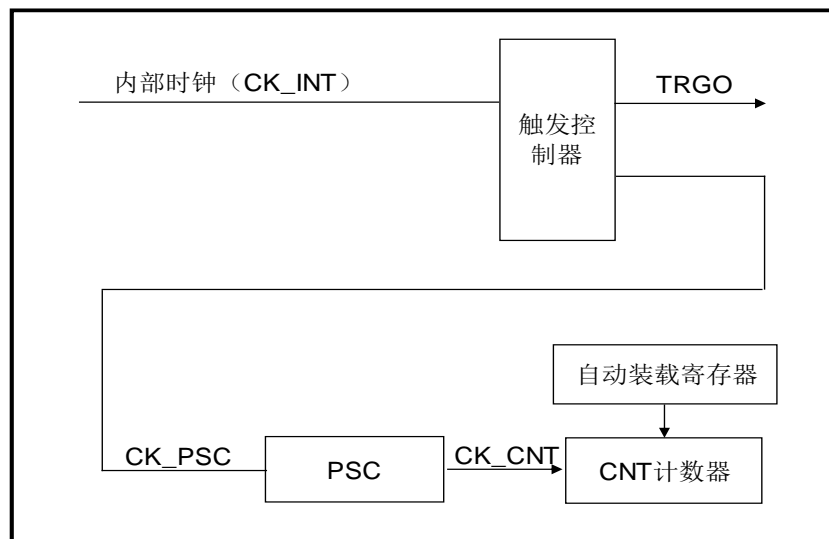 内部时钟（CK_INT）
TRGO
触发控
制器
自动装载寄存器
CK_PSC
PSC
CK_CNT
CNT计数器